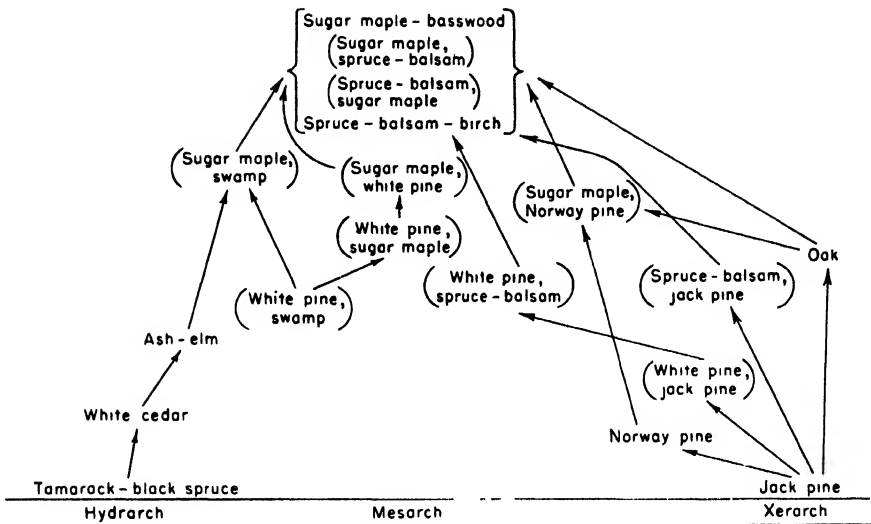 Sugar maple-basswood
(Sugar maple,
spruce-balsam)
(Spruce-balsam,
sugar maple)
Spruce-balsam-birch
(Sugar maple,
swamp)
(Sugar maple,
white pine)
(Sugar maple,
Norway pine)
(White pine,
sugar maple)
Oak
(White pine,
swamp)
(White pine,
spruce-balsam)
(Spruce-balsam,
jack pine)
Ash-elm
(White pine,
jack pine)
White cedar
Norway pine
Tamarack-black spruce
Jack pine
Hydrarch
Mesarch
Xerarch